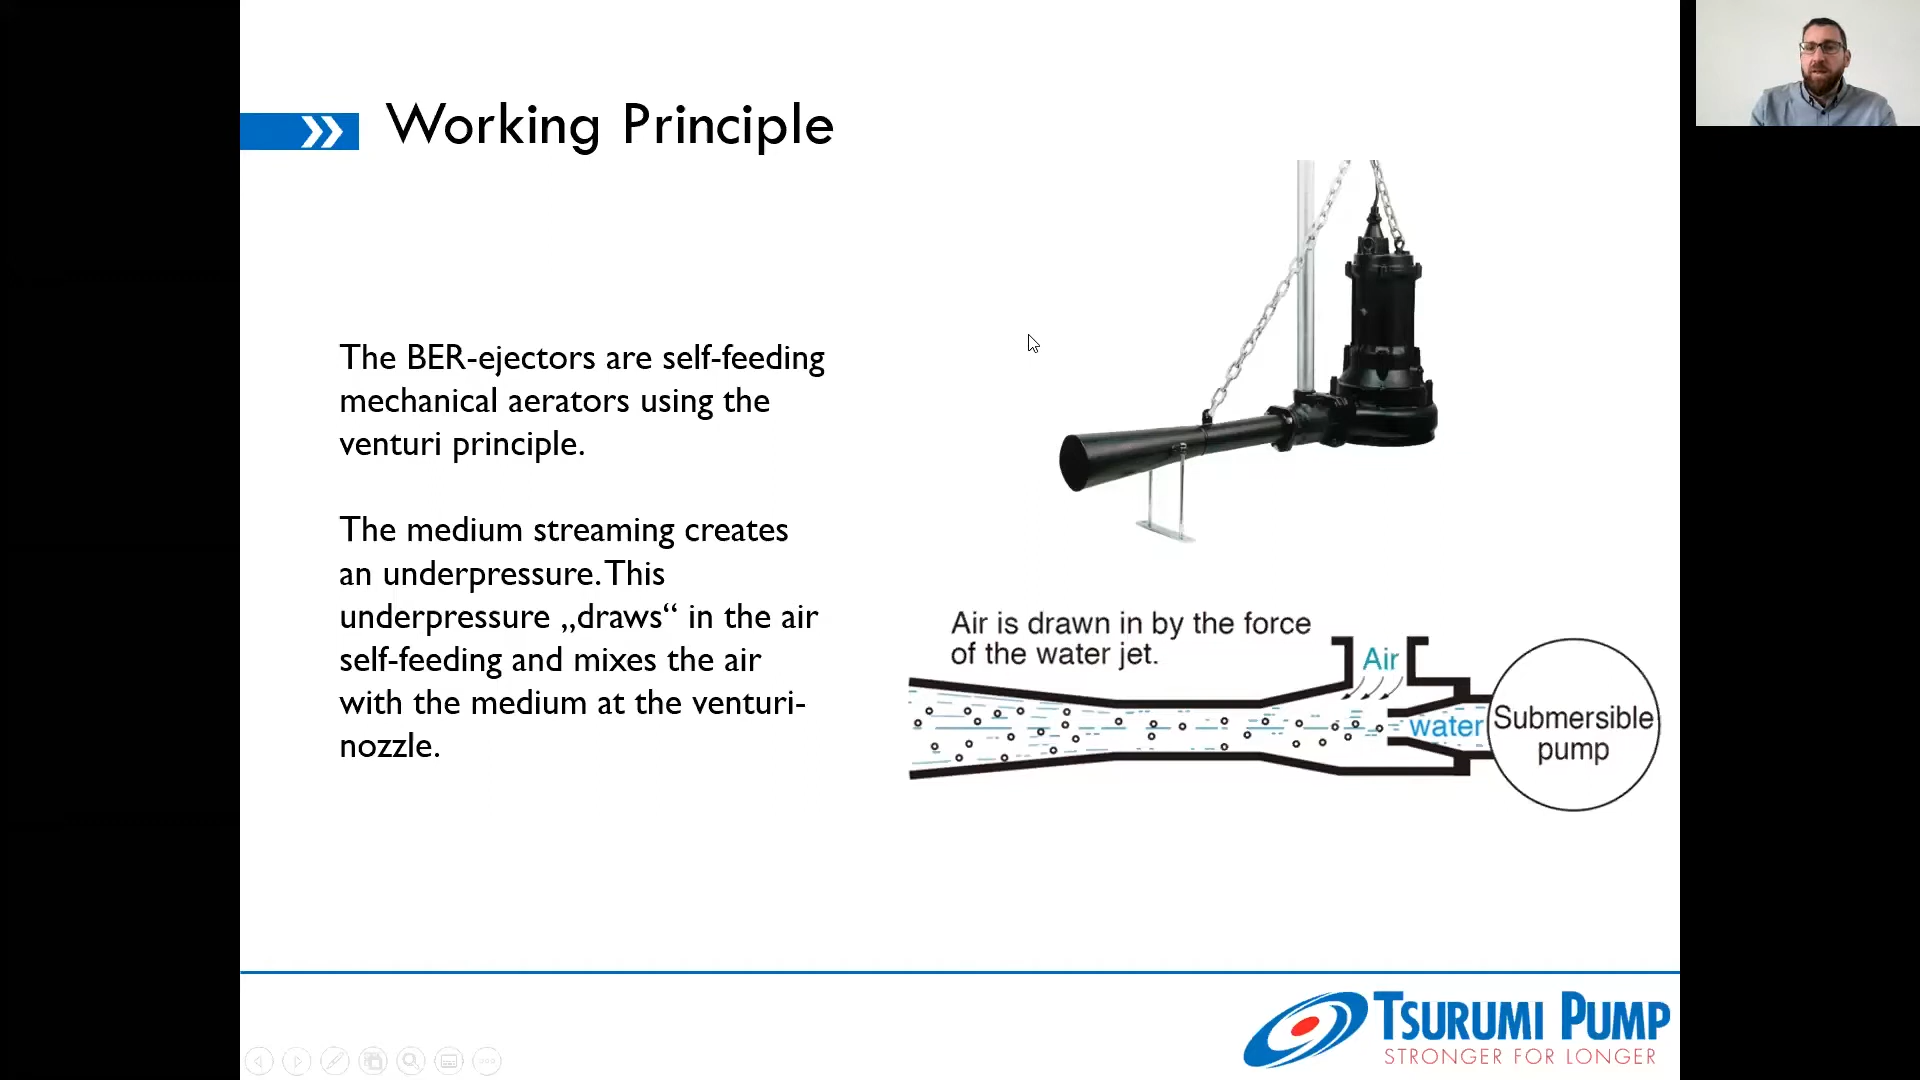 Working Principle
The BER-ejectors are self-feeding
mechanical aerators using the
venturi principle.
The medium streaming creates
an underpressure. This
underpressure „draws“ in the air
self-feeding and mixes the air
with the medium at the venturi-
nozzle.
Air is drawn in by the force
of the water jet.
Air
water
Submersible
pump
TSURUMI PUMP
STRONGER FOR LONGER